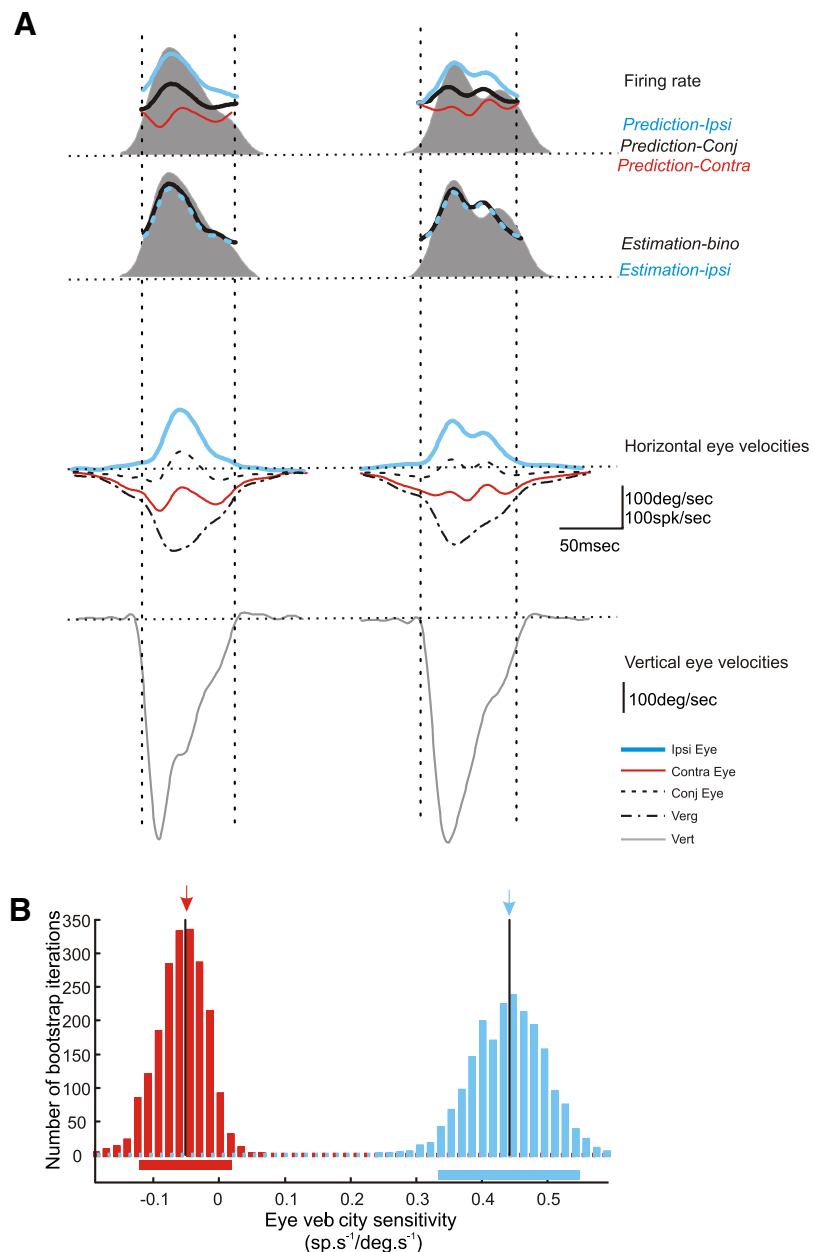 A
Firing rate
Prediction-Ipsi
Prediction-Conj
Prediction-Contra
Estimation-bino
Estimation-ipsi
Horizontal eye velocities
100deg/sec
100spk/sec
50msec
Vertical eye velocities
100deg/sec
Ipsi Eye
Contra Eye
Conj Eye
Verg
Vert
B
Number of bootstrap iterations
350
300
250
200
150
100
50
0
-0.1 0 0.1 0.2 0.3 0.4 0.5
Eye veb city sensitivity
(sp.s⁻¹/deg.s⁻¹)